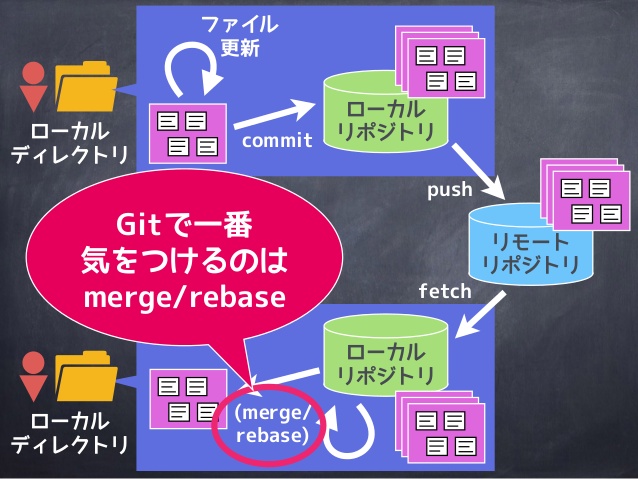 ファイル
更新
ローカル
ディレクトリ
commit
ローカル
リポジトリ
push
リモート
リポジトリ
Gitで一番
気をつけるのは
merge/rebase
fetch
ローカル
リポジトリ
(merge/
rebase)
ローカル
ディレクトリ